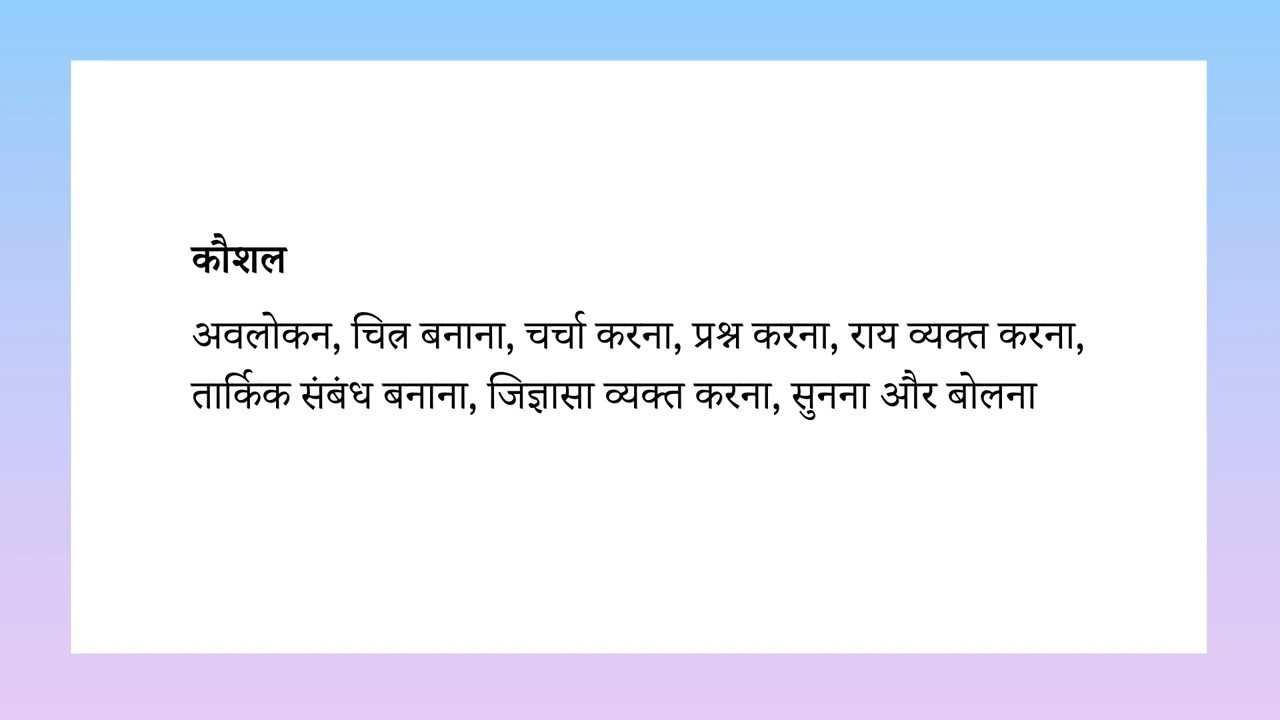 कौशल
अवलोकन, चित्र बनाना, चर्चा करना, प्रश्न करना, राय व्यक्त करना,
तार्किक संबंध बनाना, जिज्ञासा व्यक्त करना, सुनना और बोलना